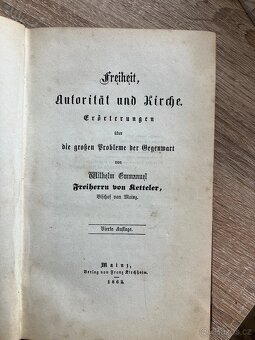 Freiheit,
Autorität und Kirche.
Erörterungen
über
die großen Probleme der Gegenwart
von
Wilhelm Emmanuel
Freiherrn von Ketteler,
Bischof von Mainz.
Vierte Auflage.
Mainz,
Verlag von Franz Kirchheim.
1862.